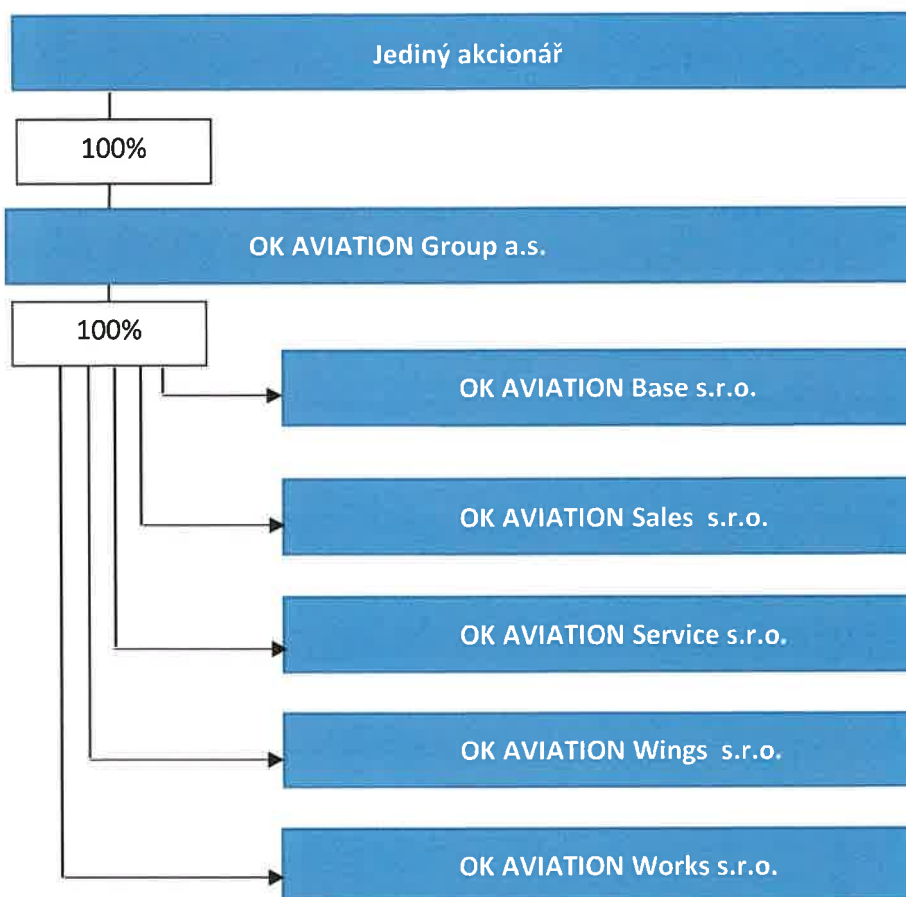 Jediný akcionář
100%
OK AVIATION Group a.s.
100%
OK AVIATION Base s.r.o.
OK AVIATION Sales s.r.o.
OK AVIATION Service s.r.o.
OK AVIATION Wings s.r.o.
OK AVIATION Works s.r.o.